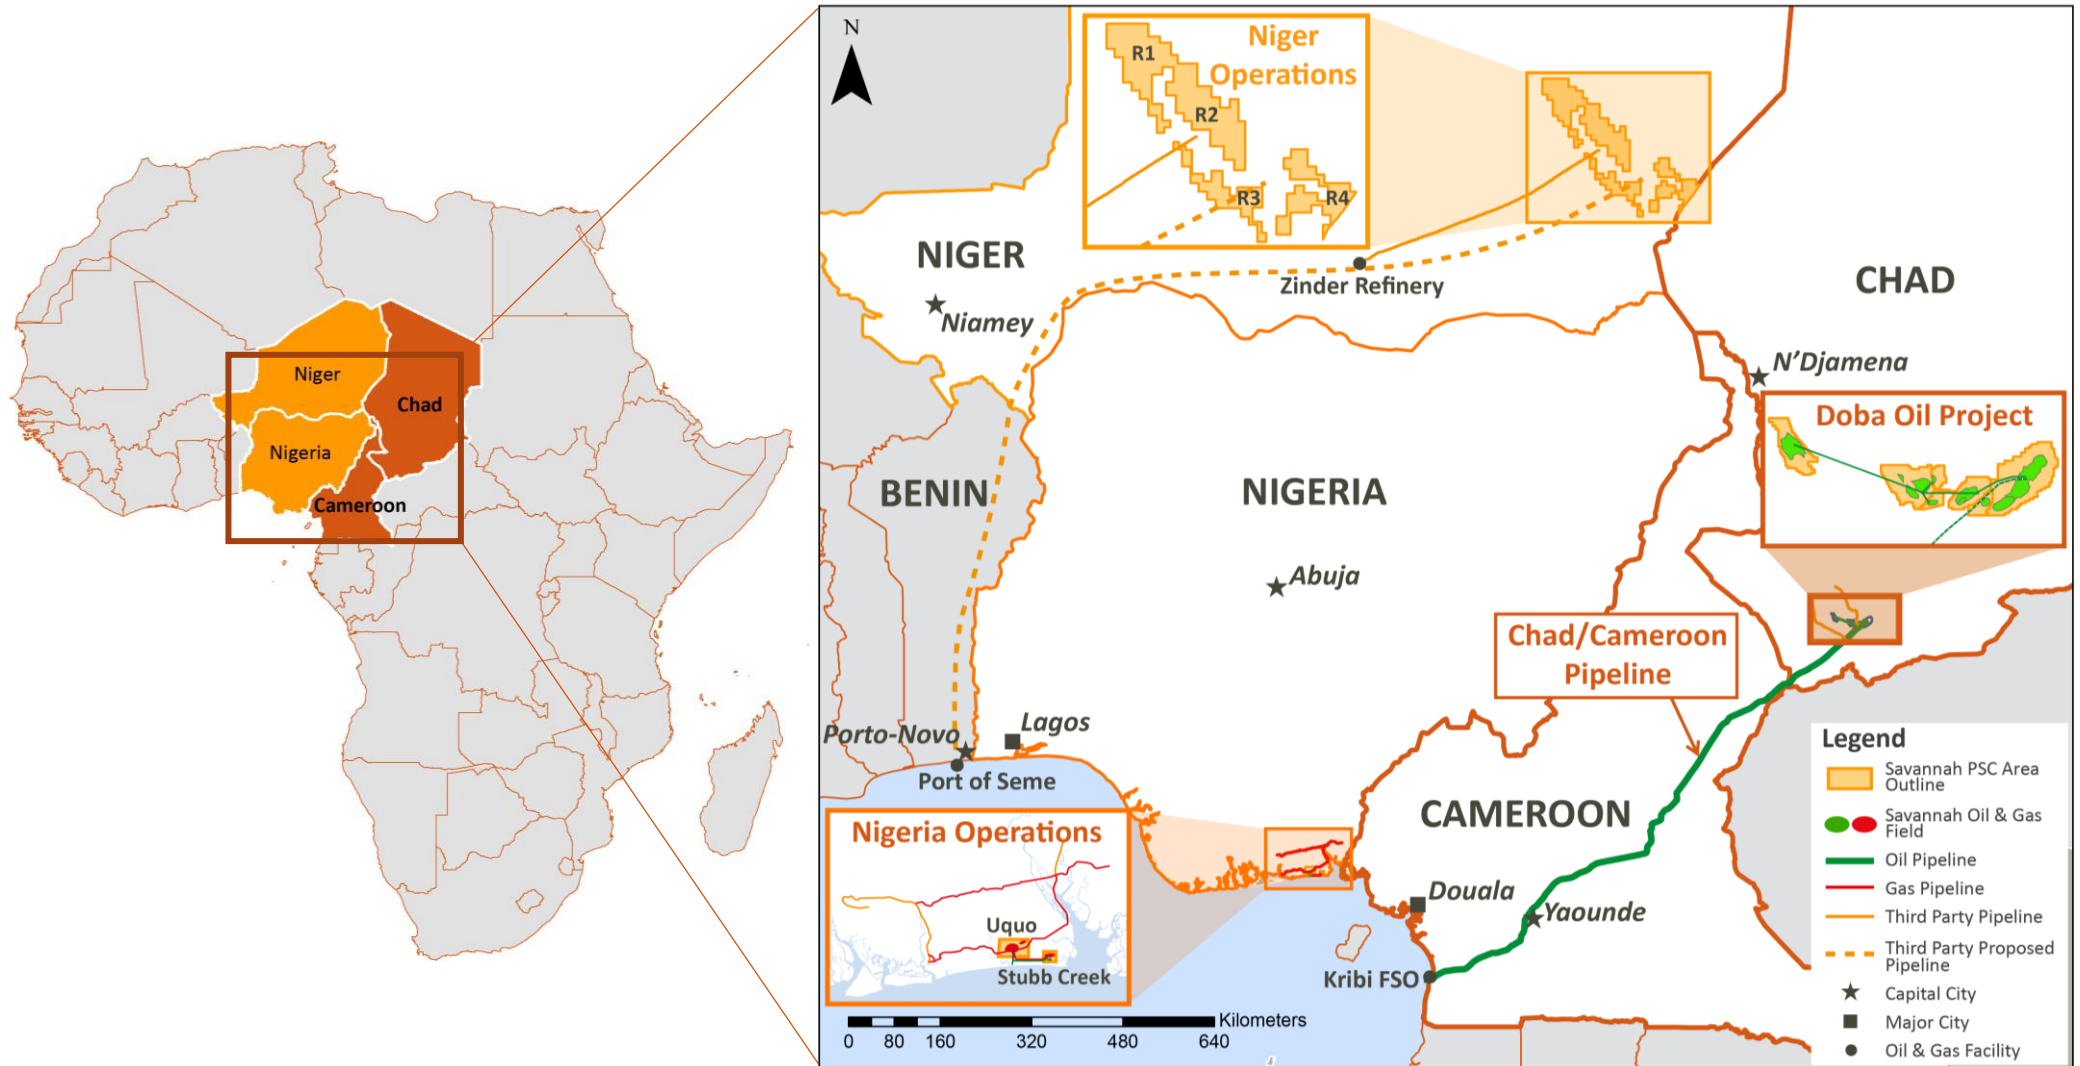 Niger
Chad
Nigeria
Cameroon
N
R1
R2
R3
R4
Niger
Operations
NIGER
Niamey
Zinder Refinery
CHAD
N'Djamena
Doba Oil Project
BENIN
NIGERIA
Abuja
Chad/Cameroon
Pipeline
Porto-Novo
Lagos
Port of Seme
Nigeria Operations
Uquo
Stubb Creek
CAMEROON
Douala
Yaounde
Kribi FSO
Kilometers
0 80 160 320 480 640
Legend
Savannah PSC Area
Outline
Savannah Oil & Gas
Field
Oil Pipeline
Gas Pipeline
Third Party Pipeline
Third Party Proposed
Pipeline
Capital City
Major City
Oil & Gas Facility